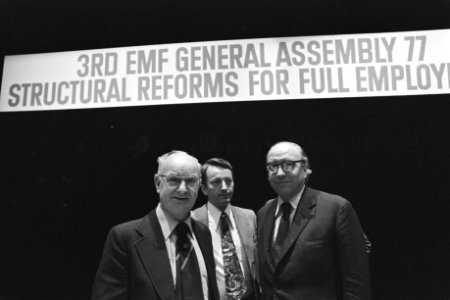 3RD EMF GENERAL ASSEMBLY 77
STRUCTURAL REFORMS FOR FULL EMPLOY